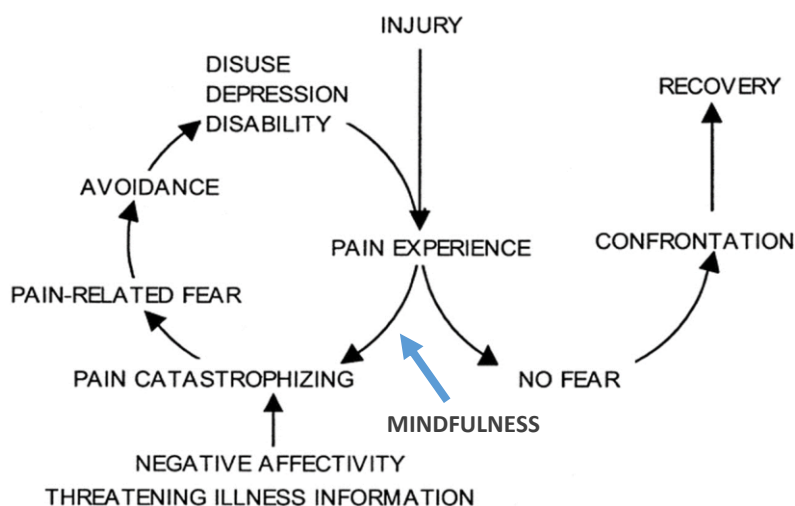 INJURY
DISUSE
DEPRESSION
DISABILITY
RECOVERY
AVOIDANCE
PAIN EXPERIENCE
CONFRONTATION
PAIN-RELATED FEAR
PAIN CATASTROPHIZING
NO FEAR
MINDFULNESS
NEGATIVE AFFECTIVITY
THREATENING ILLNESS INFORMATION